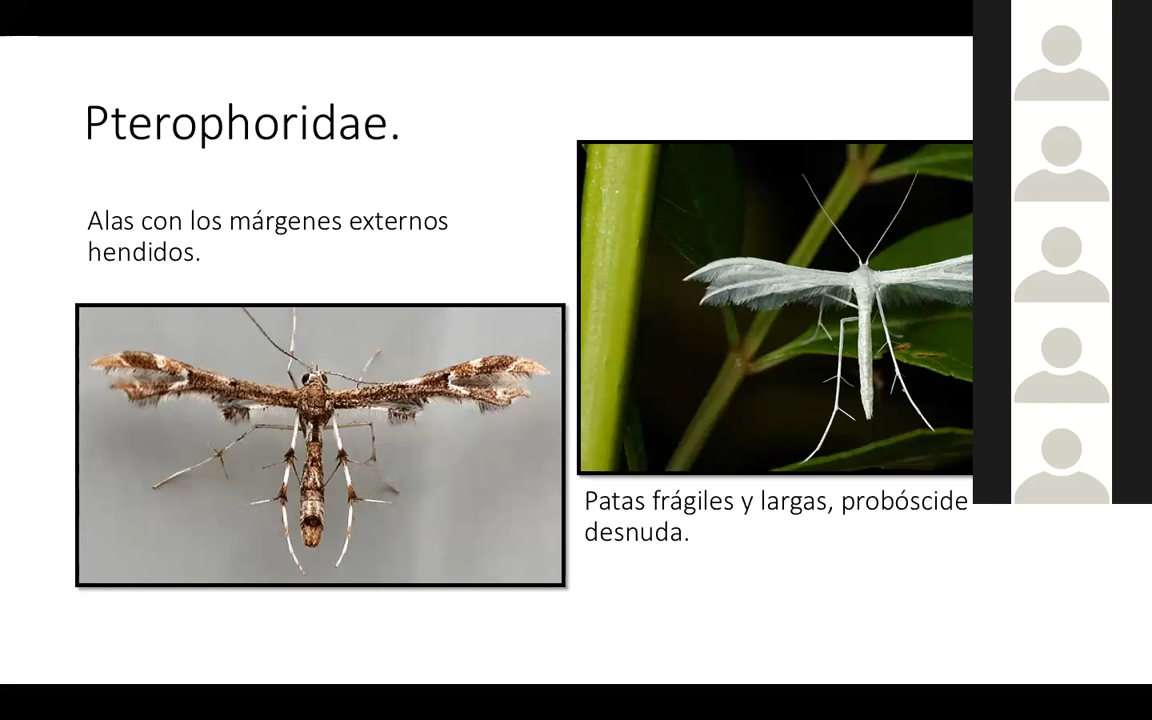 Pterophoridae.
Alas con los márgenes externos
hendidos.
Patas frágiles y largas, probóscide
desnuda.